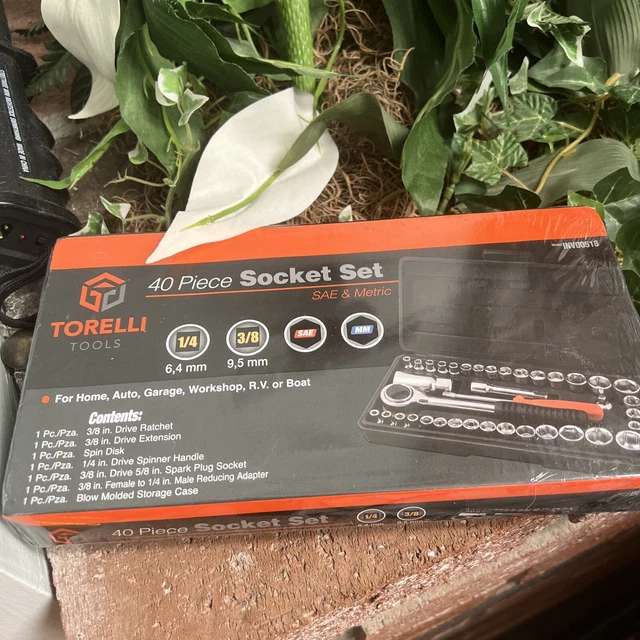 Model INV00618
TORELLI
TOOLS
40 Piece Socket Set
SAE & Metric
1/4
3/8
SAE
MM
6,4 mm
9,5 mm
For Home, Auto, Garage, Workshop, R.V. or Boat
Contents:
1 Pc./Pza. 3/8 in. Drive Ratchet
1 Pc./Pza. 3/8 in. Drive Extension
1 Pc./Pza. Spin Disk
1 Pc./Pza. 1/4 in. Drive Spinner Handle
1 Pc./Pza. 3/8 in. Drive 5/8 in. Spark Plug Socket
1 Pc./Pza. 3/8 in. Female to 1/4 in. Male Reducing Adapter
1 Pc./Pza. Blow Molded Storage Case
40 Piece Socket Set
1/4
3/8